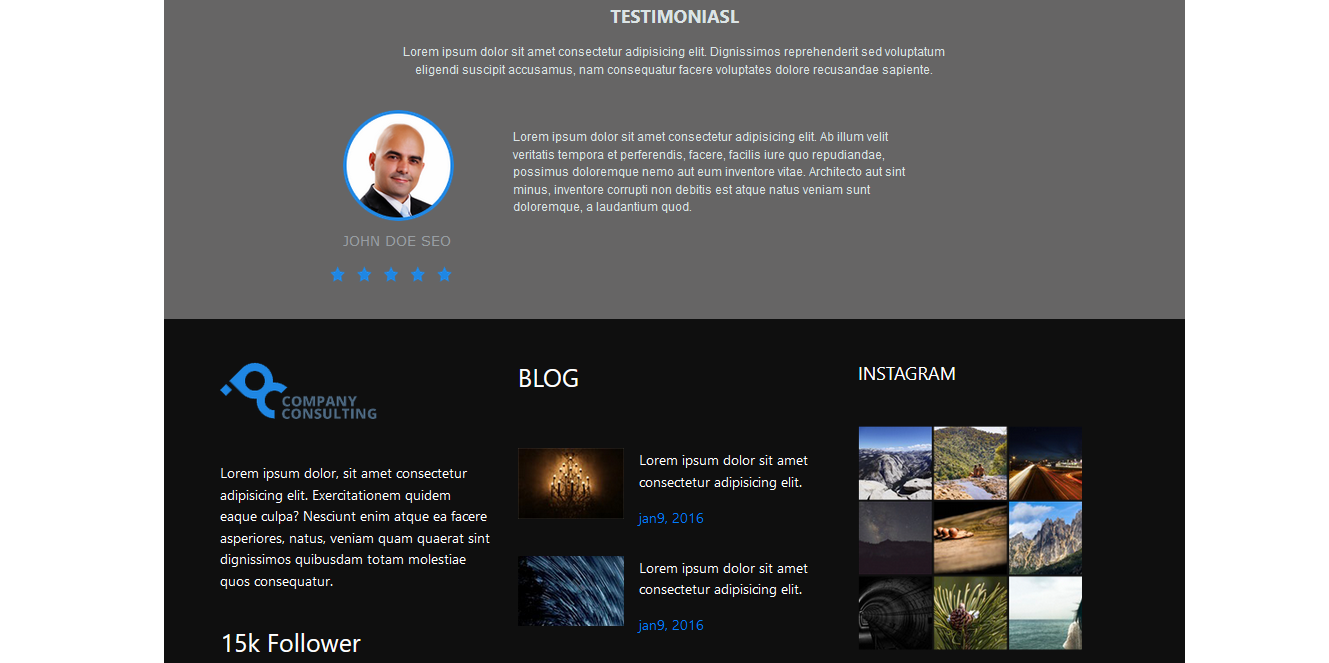 TESTIMONIASL
Lorem ipsum dolor sit amet consectetur adipisicing elit. Dignissimos reprehenderit sed voluptatum
eligendi suscipit accusamus, nam consequatur facere voluptates dolore recusandae sapiente.
Lorem ipsum dolor sit amet consectetur adipisicing elit. Ab illum velit
veritatis tempora et perferendis, facere, facilis iure quo repudiandae,
possimus doloremque nemo aut eum inventore vitae. Architecto aut sint
minus, inventore corrupti non debitis est atque natus veniam sunt
doloremque, a laudantium quod.
JOHN DOE SEO
COMPANY
CONSULTING
Lorem ipsum dolor, sit amet consectetur
adipisicing elit. Exercitationem quidem
eaque culpa? Nesciunt enim atque ea facere
asperiores, natus, veniam quam quaerat sint
dignissimos quibusdam totam molestiae
quos consequatur.
15k Follower
BLOG
Lorem ipsum dolor sit amet
consectetur adipisicing elit.
jan9, 2016
Lorem ipsum dolor sit amet
consectetur adipisicing elit.
jan9, 2016
INSTAGRAM